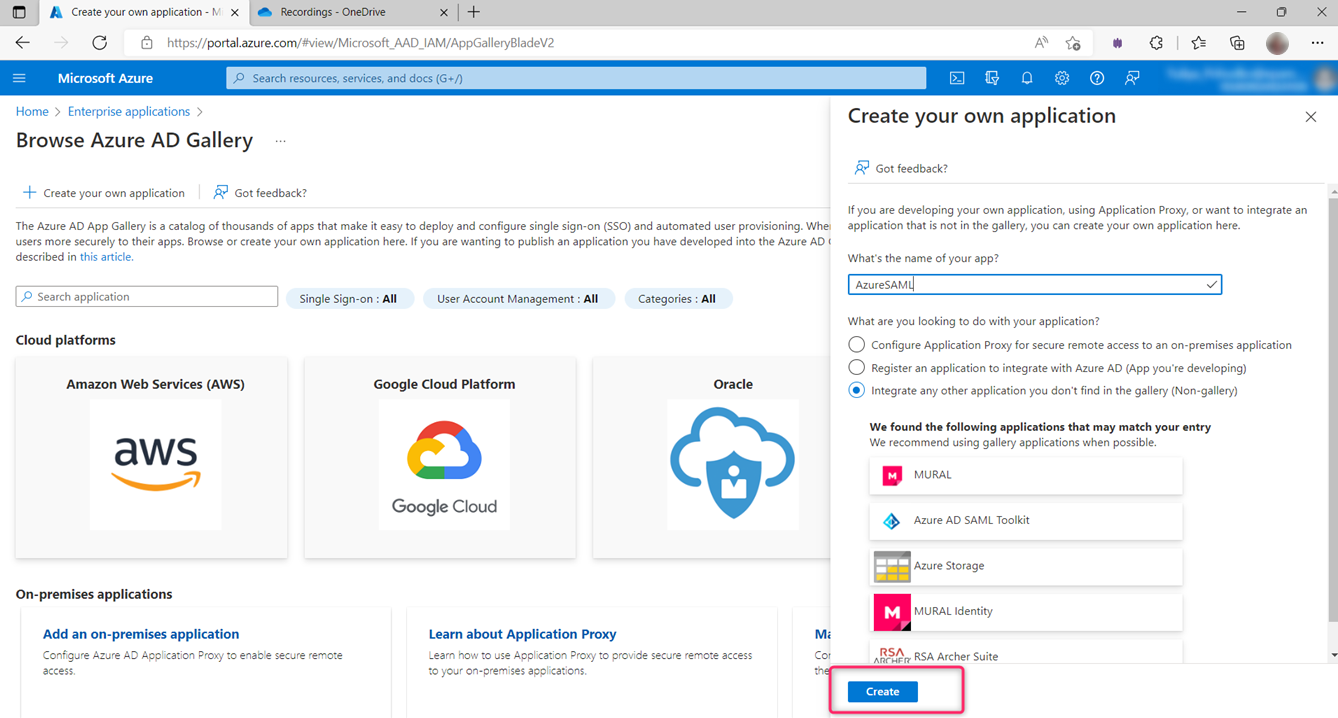 Create your own application - M
Recordings - OneDrive
https://portal.azure.com/#view/Microsoft_AAD_IAM/AppGalleryBladeV2
Microsoft Azure
Search resources, services, and docs (G+/)
Home > Enterprise applications >
Browse Azure AD Gallery ...
Create your own application
Got feedback?
The Azure AD App Gallery is a catalog of thousands of apps that make it easy to deploy and configure single sign-on (SSO) and automated user provisioning. Whe
users more securely to their apps. Browse or create your own application here. If you are wanting to publish an application you have developed into the Azure AD
described in this article.
Search application
Single Sign-on : All
User Account Management : All
Categories : All
Cloud platforms
Amazon Web Services (AWS)
aws
Google Cloud Platform
Google Cloud
Oracle
On-premises applications
Add an on-premises application
Configure Azure AD Application Proxy to enable secure remote
access.
Learn about Application Proxy
Learn how to use Application Proxy to provide secure remote access
to your on-premises applications.
Ma
Con
the
Create your own application
Got feedback?
If you are developing your own application, using Application Proxy, or want to integrate an
application that is not in the gallery, you can create your own application here.
What's the name of your app?
AzureSAML
What are you looking to do with your application?
Configure Application Proxy for secure remote access to an on-premises application
Register an application to integrate with Azure AD (App you're developing)
Integrate any other application you don't find in the gallery (Non-gallery)
We found the following applications that may match your entry
We recommend using gallery applications when possible.
MURAL
Azure AD SAML Toolkit
Azure Storage
MURAL Identity
RSA
ARCHER
RSA Archer Suite
Create